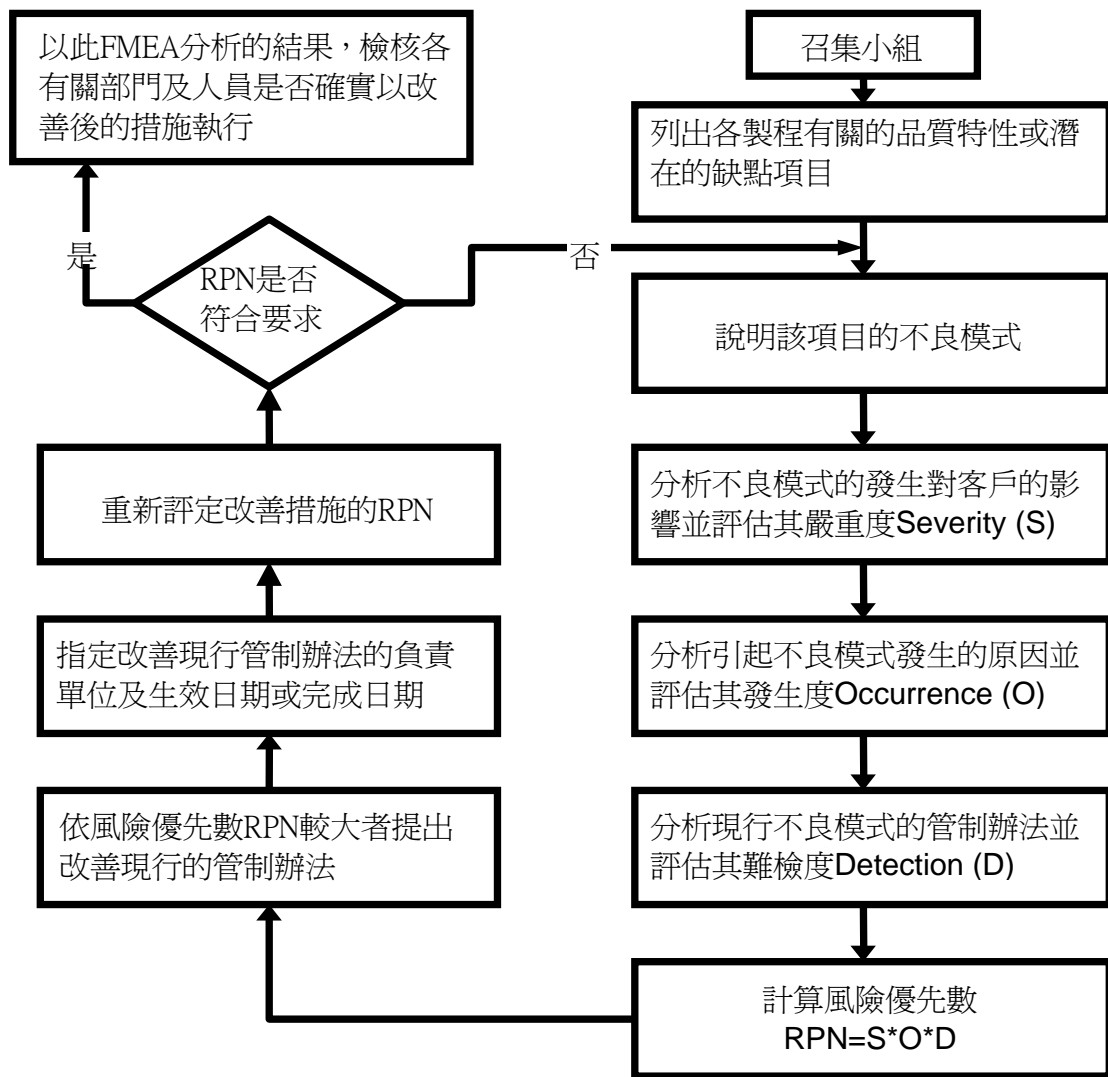 召集小組
列出各製程有關的品質特性或潛
在的缺點項目
說明該項目的不良模式
分析不良模式的發生對客戶的影
響並評估其嚴重度Severity (S)
分析引起不良模式發生的原因並
評估其發生度Occurrence (O)
分析現行不良模式的管制辦法並
評估其難檢度Detection (D)
計算風險優先數
RPN=S*O*D
依風險優先數RPN較大者提出
改善現行的管制辦法
指定改善現行管制辦法的負責
單位及生效日期或完成日期
重新評定改善措施的RPN
RPN是否
符合要求
是
否
以此FMEA分析的結果，檢核各
有關部門及人員是否確實以改
善後的措施執行